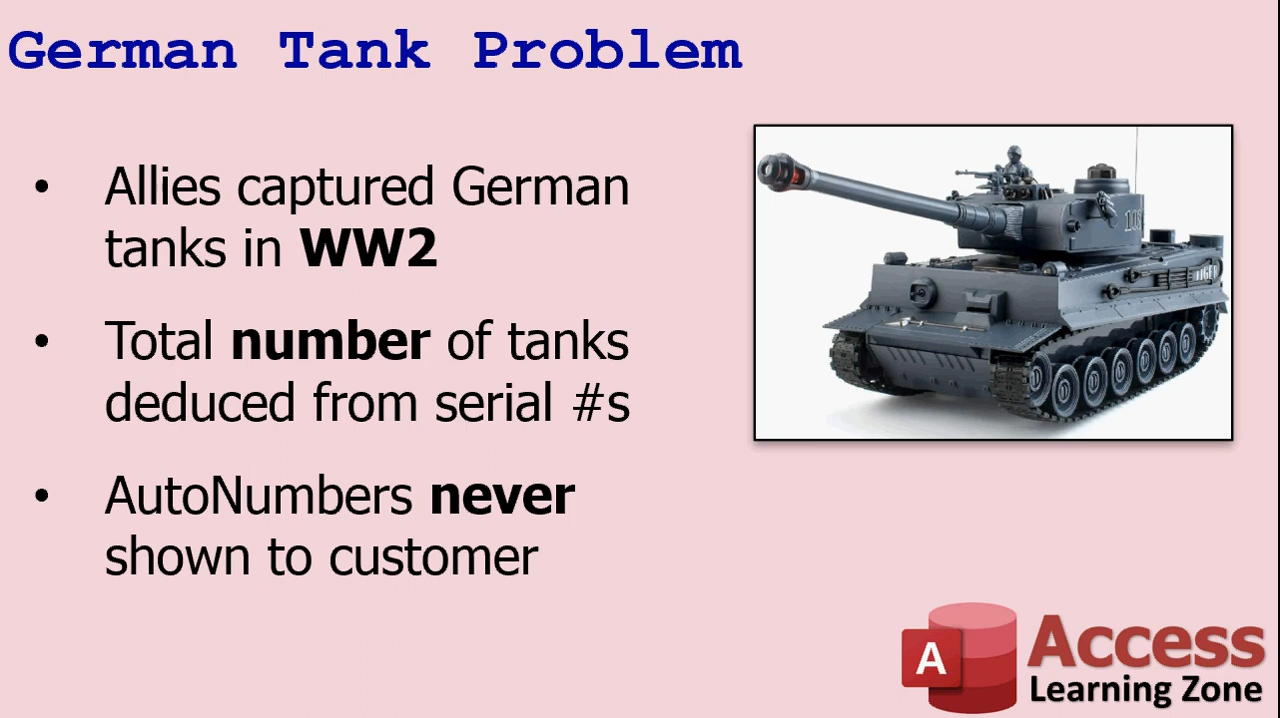 German Tank Problem
• Allies captured German
tanks in WW2
• Total number of tanks
deduced from serial #s
• AutoNumbers never
shown to customer
TIGER
A
Access
Learning Zone